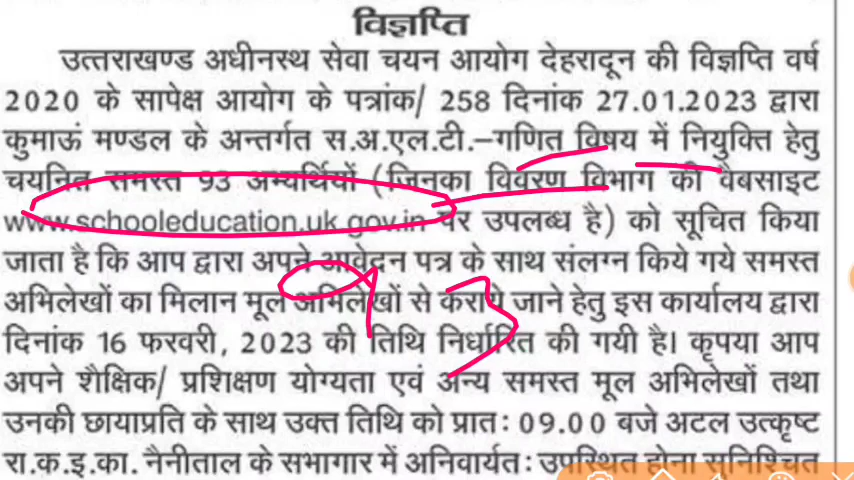 विज्ञप्ति
उत्तराखण्ड अधीनस्थ सेवा चयन आयोग देहरादून की विज्ञप्ति वर्ष
2020 के सापेक्ष आयोग के पत्रांक/ 258 दिनांक 27.01.2023 द्वारा
कुमाऊं मण्डल के अन्तर्गत स.अ.एल.टी.–गणित विषय में नियुक्ति हेतु
चयनित समस्त 93 अभ्यर्थियों (जिनका विवरण विभाग की वेबसाइट
www.schooleducation.uk.gov.in पर उपलब्ध है) को सूचित किया
जाता है कि आप द्वारा अपने आवेदन पत्र के साथ संलग्न किये गये समस्त
अभिलेखों का मिलान मूल अभिलेखों से कराये जाने हेतु इस कार्यालय द्वारा
दिनांक 16 फरवरी, 2023 की तिथि निर्धारित की गयी है। कृपया आप
अपने शैक्षिक/ प्रशिक्षण योग्यता एवं अन्य समस्त मूल अभिलेखों तथा
उनकी छायाप्रति के साथ उक्त तिथि को प्रातः 09.00 बजे अटल उत्कृष्ट
रा.क.इ.का. नैनीताल के सभागार में अनिवार्यतः उपस्थित होना सुनिश्चित
93